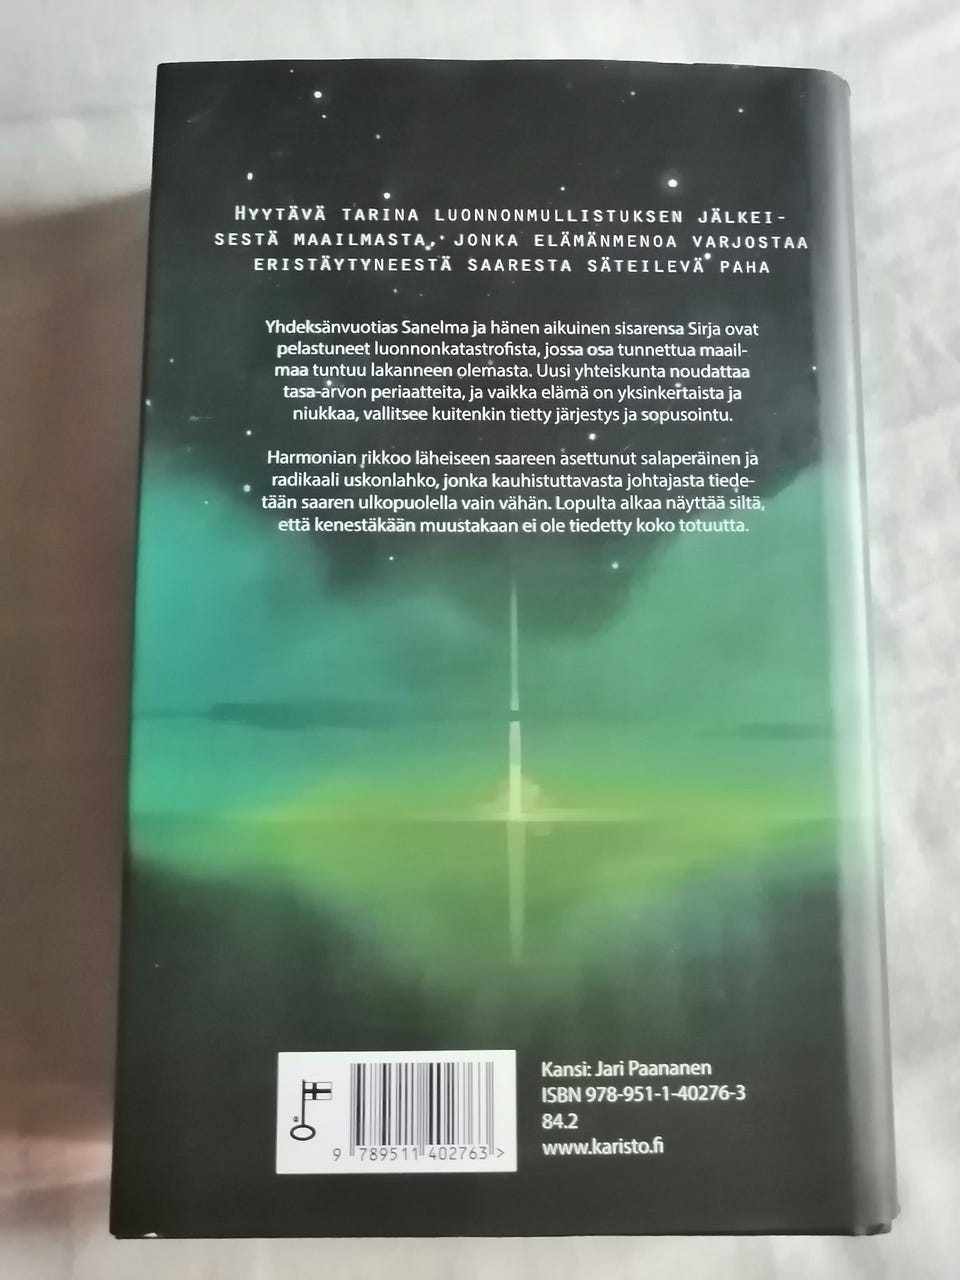 HYYTÄVÄ TARINA LUONNONMULLISTUKSEN JÄLKEI-
SESTÄ MAAILMASTA, JONKA ELÄMÄNMENOA VARJOSTAA
ERISTÄYTYNEESTÄ SAARESTA SÄTEILEVÄ PAHA
Yhdeksänvuotias Sanelma ja hänen aikuinen sisarensa Sirja ovat
pelastuneet luonnonkatastrofista, jossa osa tunnettua maail-
maa tuntuu lakanneen olemasta. Uusi yhteiskunta noudattaa
tasa-arvon periaatteita, ja vaikka elämä on yksinkertaista ja
niukkaa, vallitsee kuitenkin tietty järjestys ja sopusointu.
Harmonian rikkoo läheiseen saareen asettunut salaperäinen ja
radikaali uskonlahko, jonka kauhistuttavasta johtajasta tiede-
tään saaren ulkopuolella vain vähän. Lopulta alkaa näyttää siltä,
että kenestäkään muustakaan ei ole tiedetty koko totuutta.
Kansi: Jari Paananen
ISBN 978-951-1-40276-3
84.2
www.karisto.fi
9 789511 402763 >